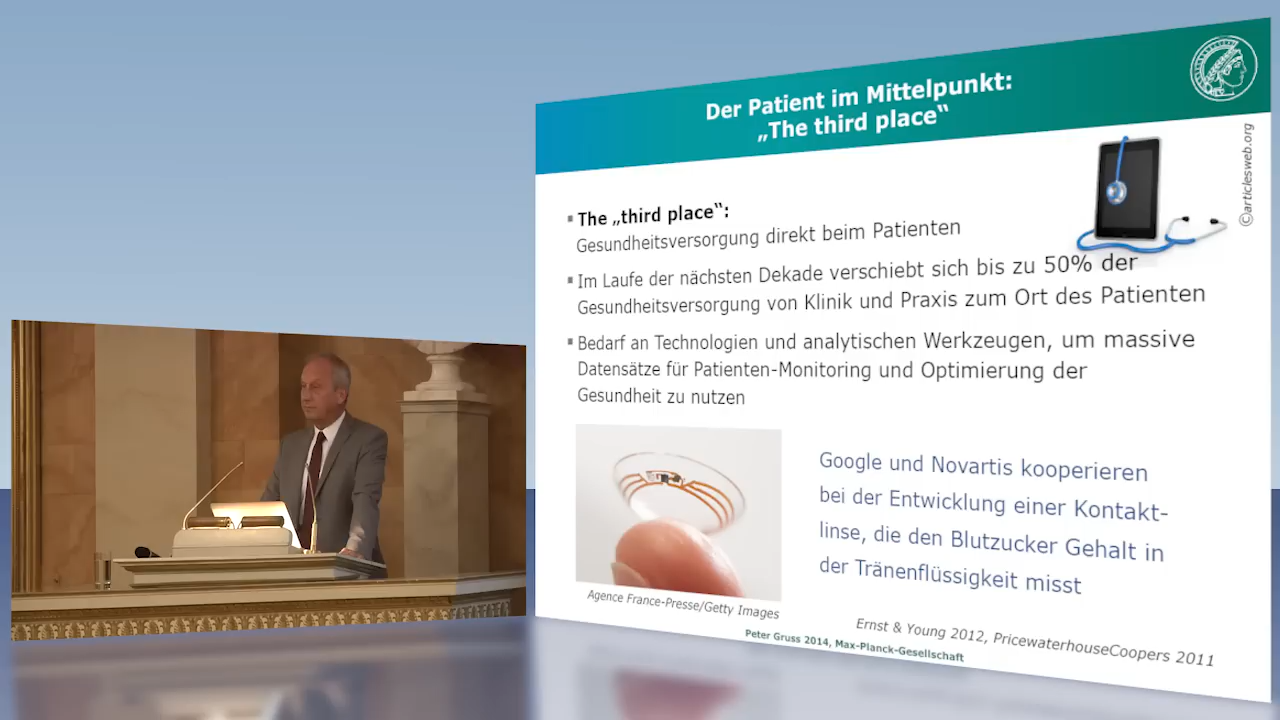 Der Patient im Mittelpunkt:
„The third place“
©articlesweb.org
The „third place“:
Gesundheitsversorgung direkt beim Patienten
Im Laufe der nächsten Dekade verschiebt sich bis zu 50% der
Gesundheitsversorgung von Klinik und Praxis zum Ort des Patienten
Bedarf an Technologien und analytischen Werkzeugen, um massive
Datensätze für Patienten-Monitoring und Optimierung der
Gesundheit zu nutzen
Google und Novartis kooperieren
bei der Entwicklung einer Kontakt-
linse, die den Blutzucker Gehalt in
der Tränenflüssigkeit misst
Agence France-Presse/Getty Images
Ernst & Young 2012, PricewaterhouseCoopers 2011
Peter Gruss 2014, Max-Planck-Gesellschaft